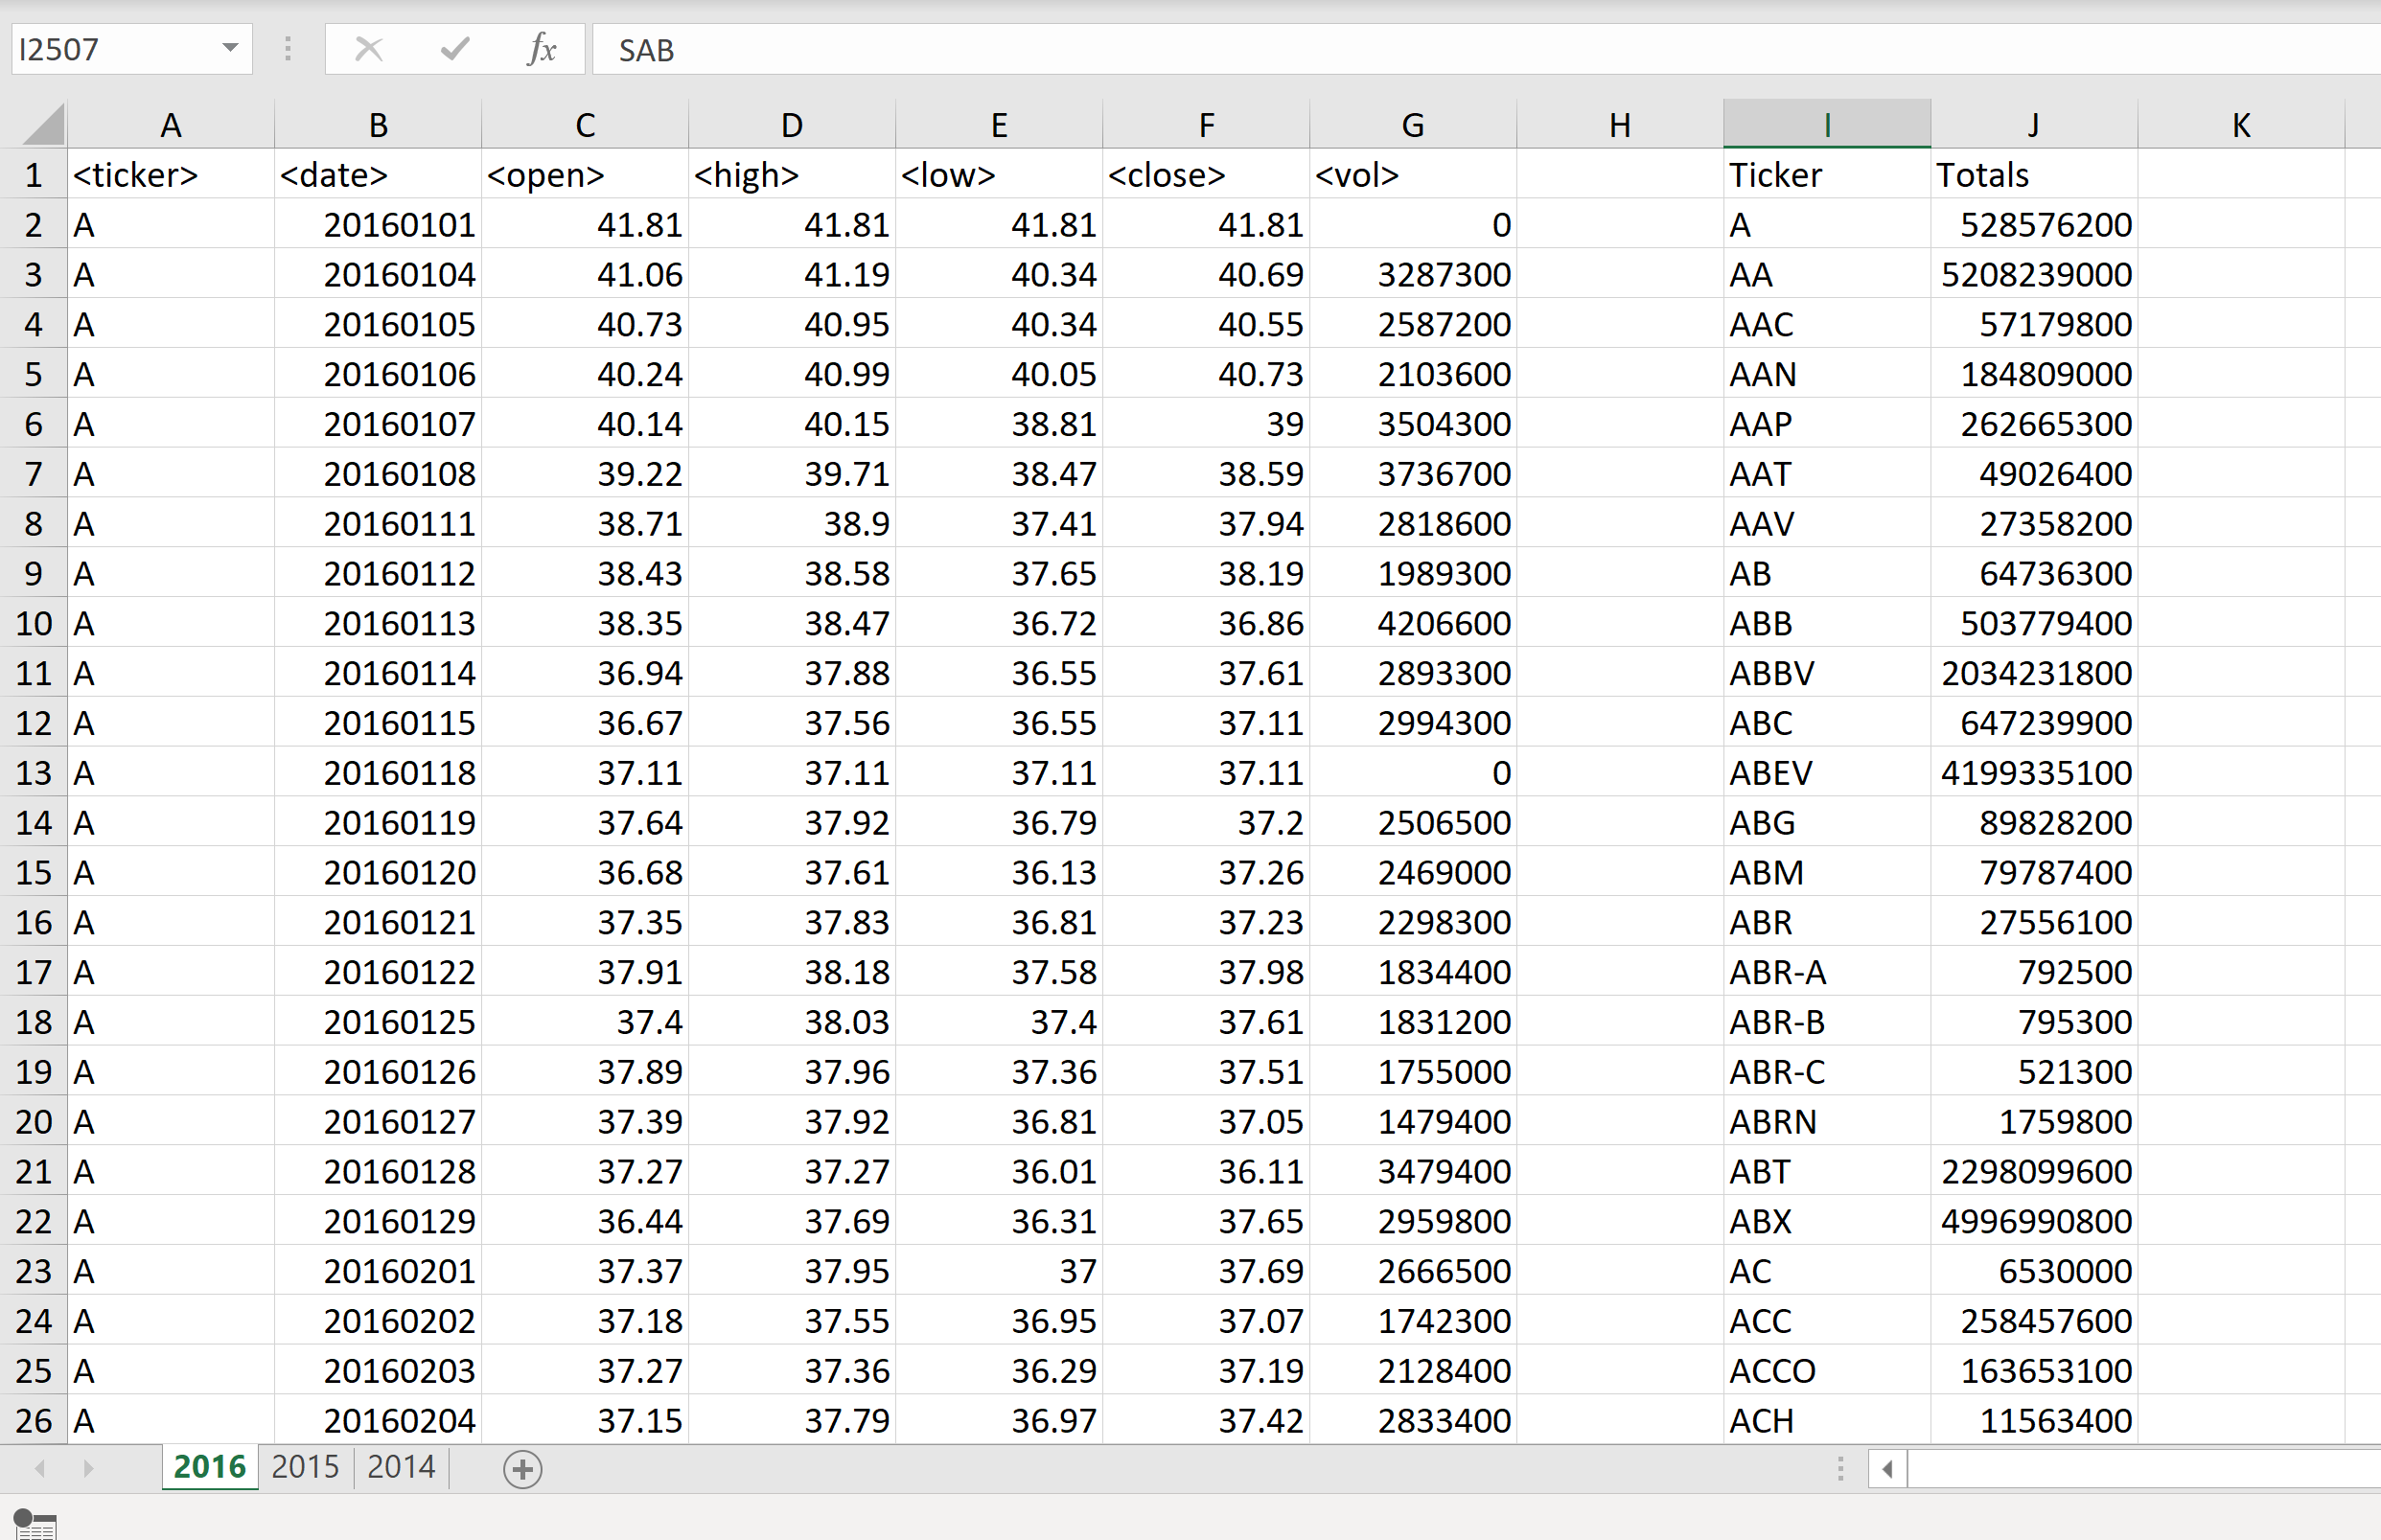 I2507 fx SAB
A B C D E F G H I J K
1 <ticker> <date> <open> <high> <low> <close> <vol> Ticker Totals
2 A 20160101 41.81 41.81 41.81 41.81 0 A 528576200
3 A 20160104 41.06 41.19 40.34 40.69 3287300 AA 5208239000
4 A 20160105 40.73 40.95 40.34 40.55 2587200 AAC 57179800
5 A 20160106 40.24 40.99 40.05 40.73 2103600 AAN 184809000
6 A 20160107 40.14 40.15 38.81 39 3504300 AAP 262665300
7 A 20160108 39.22 39.71 38.47 38.59 3736700 AAT 49026400
8 A 20160111 38.71 38.9 37.41 37.94 2818600 AAV 27358200
9 A 20160112 38.43 38.58 37.65 38.19 1989300 AB 64736300
10 A 20160113 38.35 38.47 36.72 36.86 4206600 ABB 503779400
11 A 20160114 36.94 37.88 36.55 37.61 2893300 ABBV 2034231800
12 A 20160115 36.67 37.56 36.55 37.11 2994300 ABC 647239900
13 A 20160118 37.11 37.11 37.11 37.11 0 ABEV 4199335100
14 A 20160119 37.64 37.92 36.79 37.2 2506500 ABG 89828200
15 A 20160120 36.68 37.61 36.13 37.26 2469000 ABM 79787400
16 A 20160121 37.35 37.83 36.81 37.23 2298300 ABR 27556100
17 A 20160122 37.91 38.18 37.58 37.98 1834400 ABR-A 792500
18 A 20160125 37.4 38.03 37.4 37.61 1831200 ABR-B 795300
19 A 20160126 37.89 37.96 37.36 37.51 1755000 ABR-C 521300
20 A 20160127 37.39 37.92 36.81 37.05 1479400 ABRN 1759800
21 A 20160128 37.27 37.27 36.01 36.11 3479400 ABT 2298099600
22 A 20160129 36.44 37.69 36.31 37.65 2959800 ABX 4996990800
23 A 20160201 37.37 37.95 37 37.69 2666500 AC 6530000
24 A 20160202 37.18 37.55 36.95 37.07 1742300 ACC 258457600
25 A 20160203 37.27 37.36 36.29 37.19 2128400 ACCO 163653100
26 A 20160204 37.15 37.79 36.97 37.42 2833400 ACH 11563400
2016 2015 2014